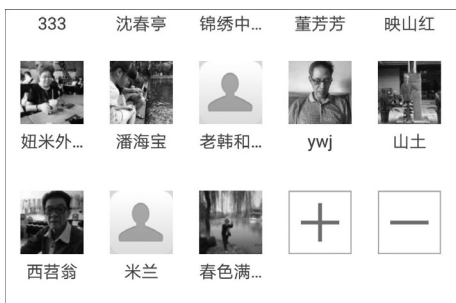 333 沈春亭 锦绣中... 董芳芳 映山红
妞米外... 潘海宝 老韩和... ywj 山土
西苕翁 米兰 春色满...